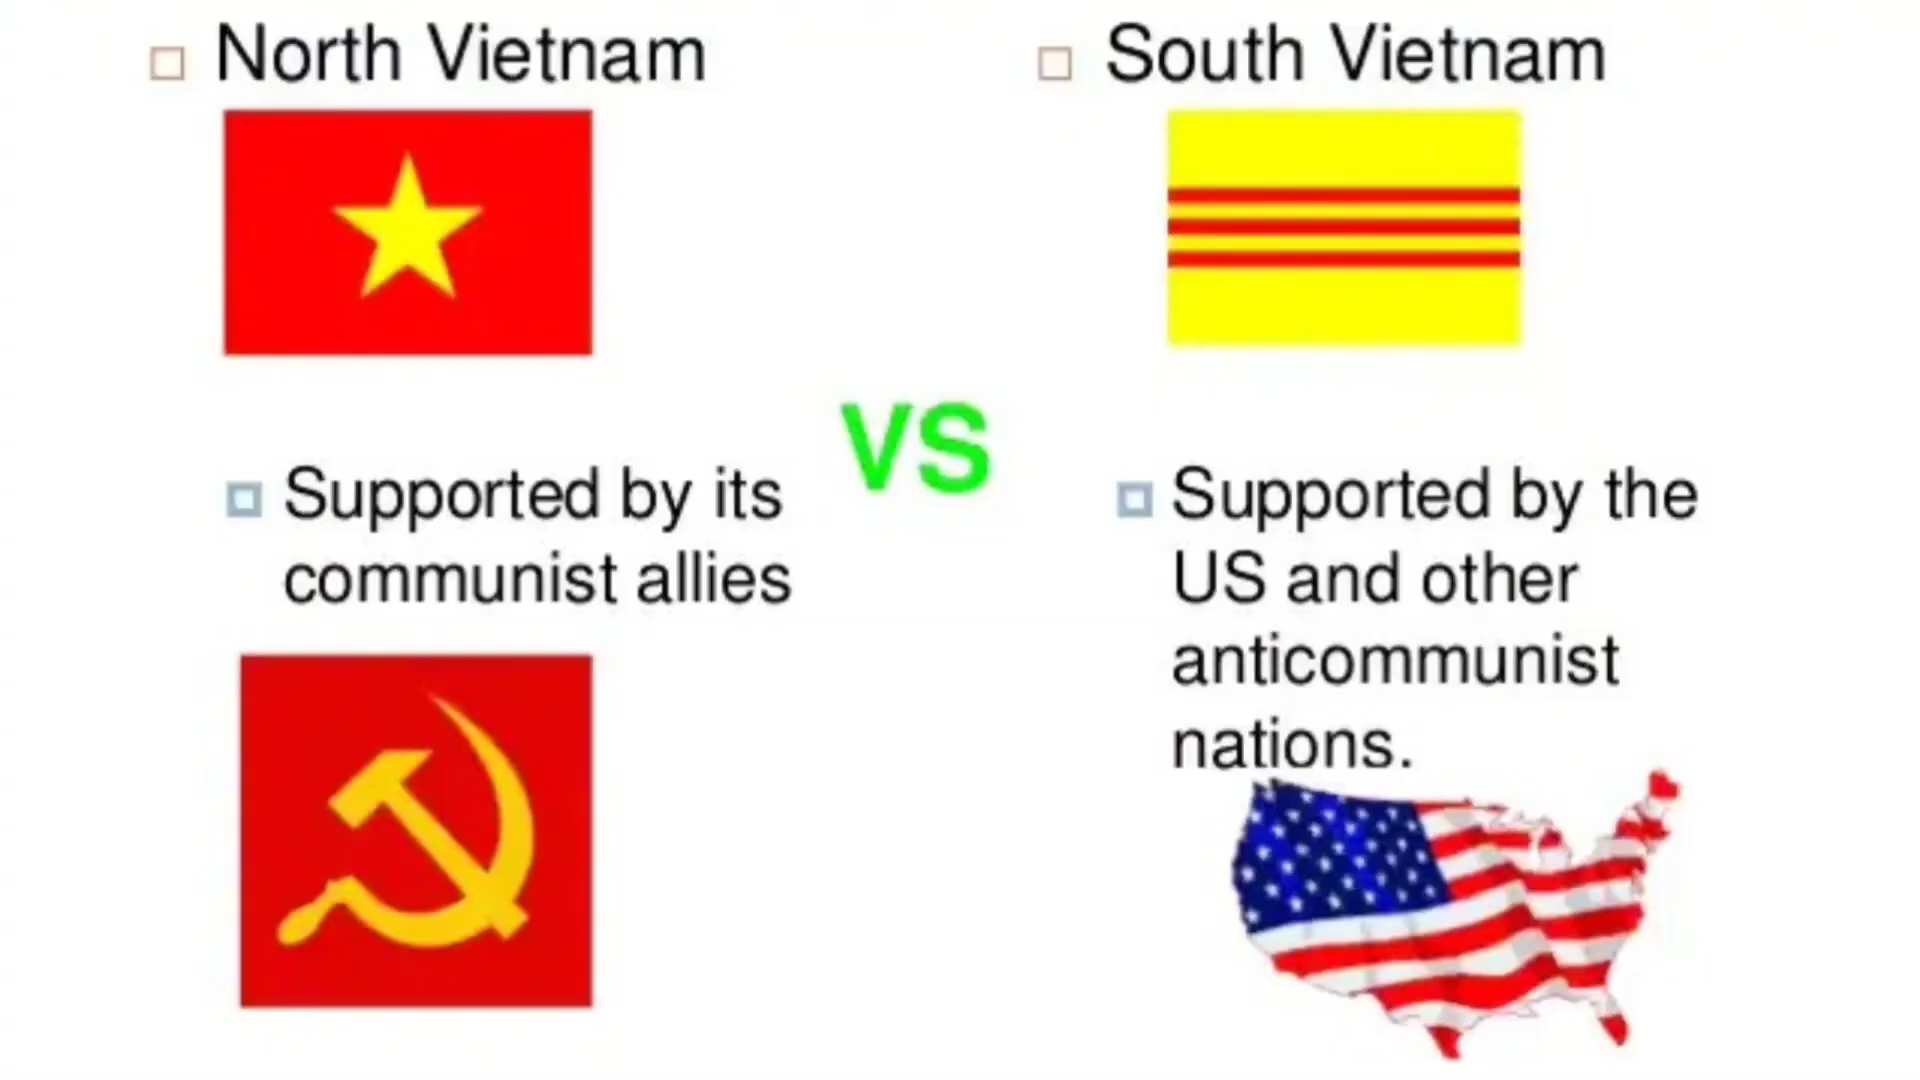 North Vietnam
South Vietnam
VS
Supported by its
communist allies
Supported by the
US and other
anticommunist
nations.